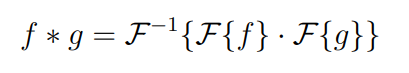 f * g = ℱ⁻¹{ℱ{f} · ℱ{g}}